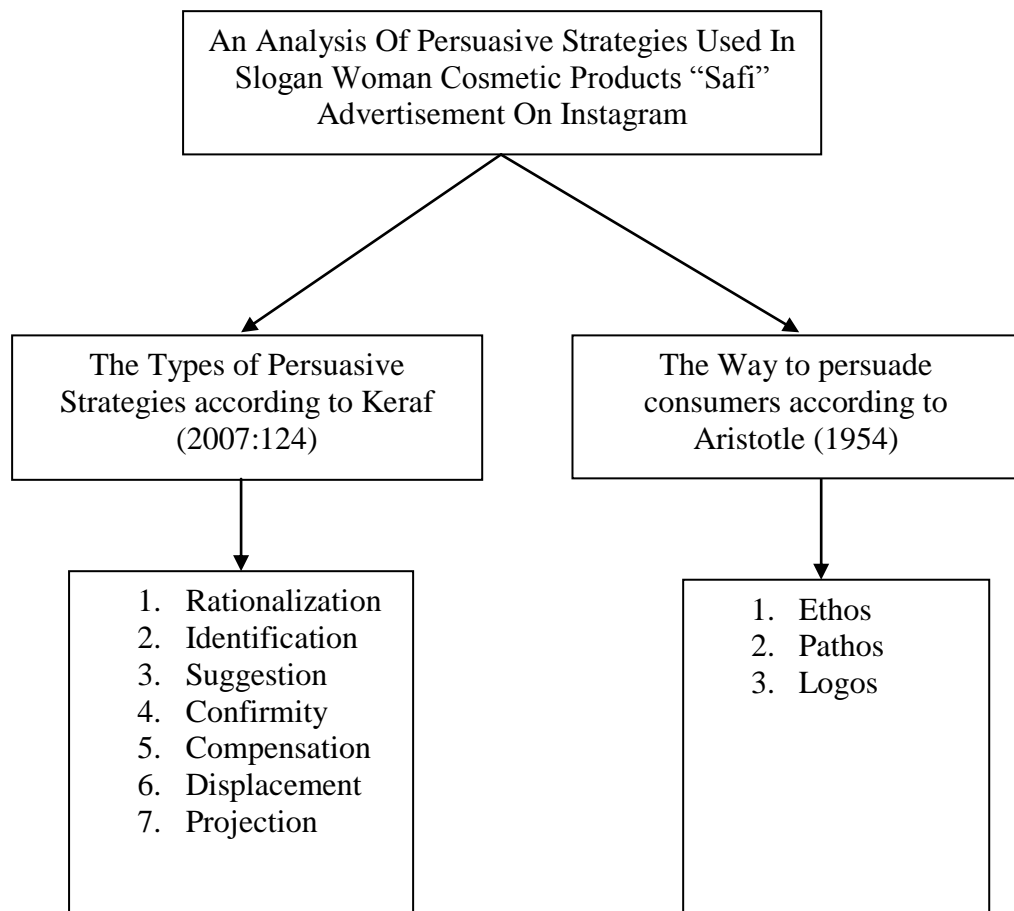 An Analysis Of Persuasive Strategies Used In
Slogan Woman Cosmetic Products “Safi”
Advertisement On Instagram
The Types of Persuasive
Strategies according to Keraf
(2007:124)
The Way to persuade
consumers according to
Aristotle (1954)
1. Rationalization
2. Identification
3. Suggestion
4. Confirmity
5. Compensation
6. Displacement
7. Projection
1. Ethos
2. Pathos
3. Logos